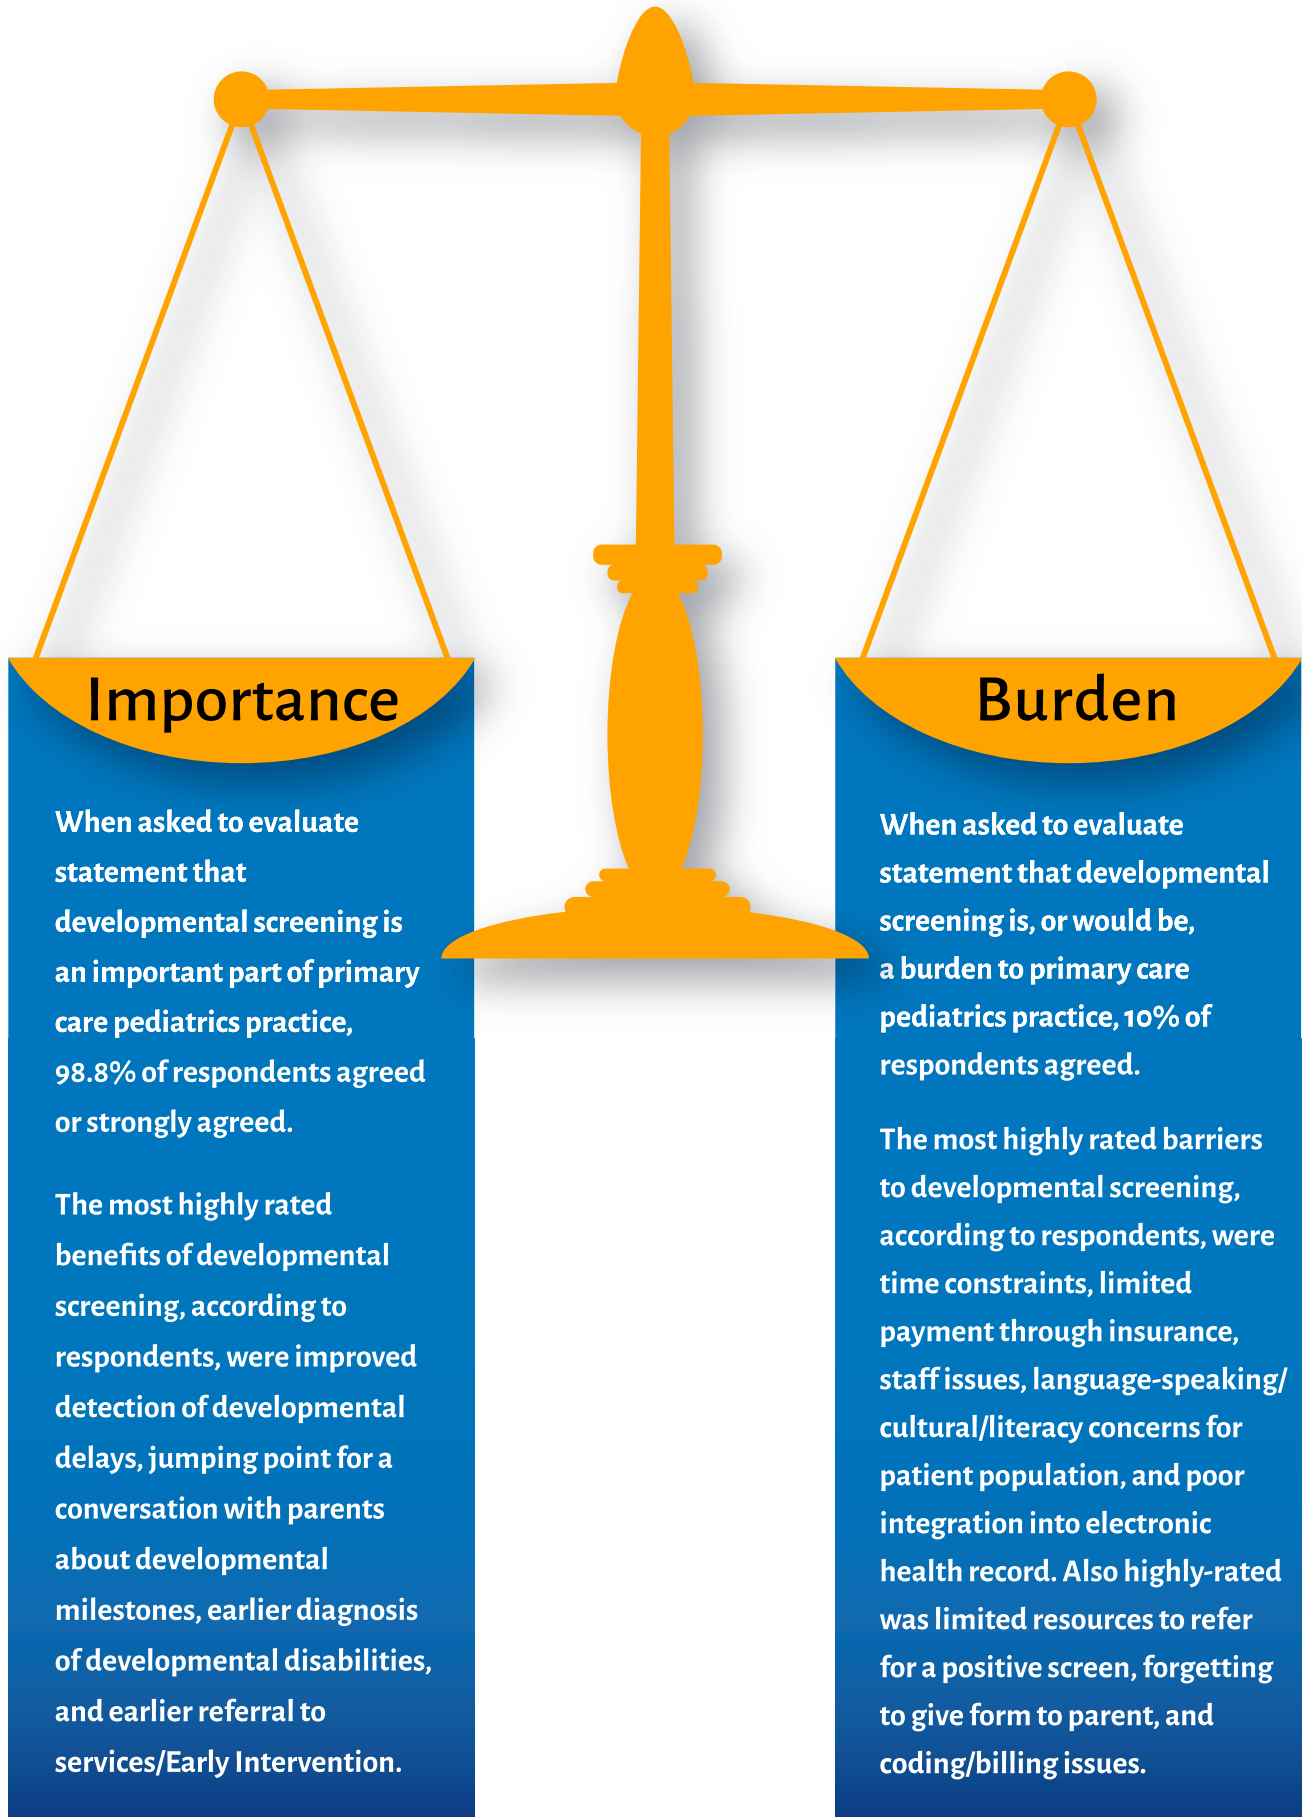 Importance
When asked to evaluate
statement that
developmental screening is
an important part of primary
care pediatrics practice,
98.8% of respondents agreed
or strongly agreed.
The most highly rated
benefits of developmental
screening, according to
respondents, were improved
detection of developmental
delays, jumping point for a
conversation with parents
about developmental
milestones, earlier diagnosis
of developmental disabilities,
and earlier referral to
services/Early Intervention.
Burden
When asked to evaluate
statement that developmental
screening is, or would be,
a burden to primary care
pediatrics practice, 10% of
respondents agreed.
The most highly rated barriers
to developmental screening,
according to respondents, were
time constraints, limited
payment through insurance,
staff issues, language-speaking/
cultural/literacy concerns for
patient population, and poor
integration into electronic
health record. Also highly-rated
was limited resources to refer
for a positive screen, forgetting
to give form to parent, and
coding/billing issues.